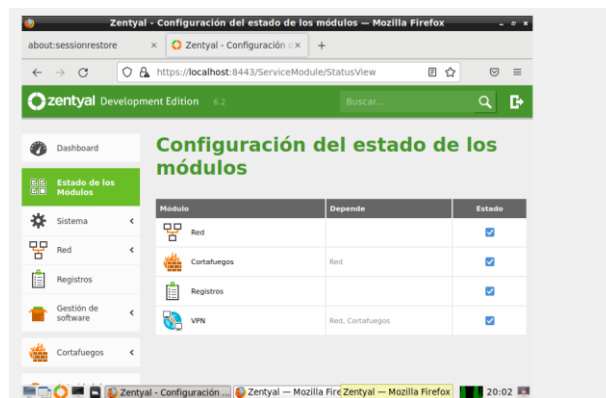 Zentyal - Configuración del estado de los módulos — Mozilla Firefox
about:sessionrestore
Zentyal - Configuración
https://localhost:8443/ServiceModule/StatusView
zentyal Development Edition 6.2
Buscar...
Configuración del estado de los
módulos
Dashboard
Estado de los
Módulos
Sistema
Red
Registros
Gestión de
software
Cortafuegos
Módulo Depende Estado
Red
Cortafuegos Red
Registros
VPN Red, Cortafuegos
Zentyal - Configuración ... Zentyal — Mozilla Fire Zentyal — Mozilla Firefox 20:02